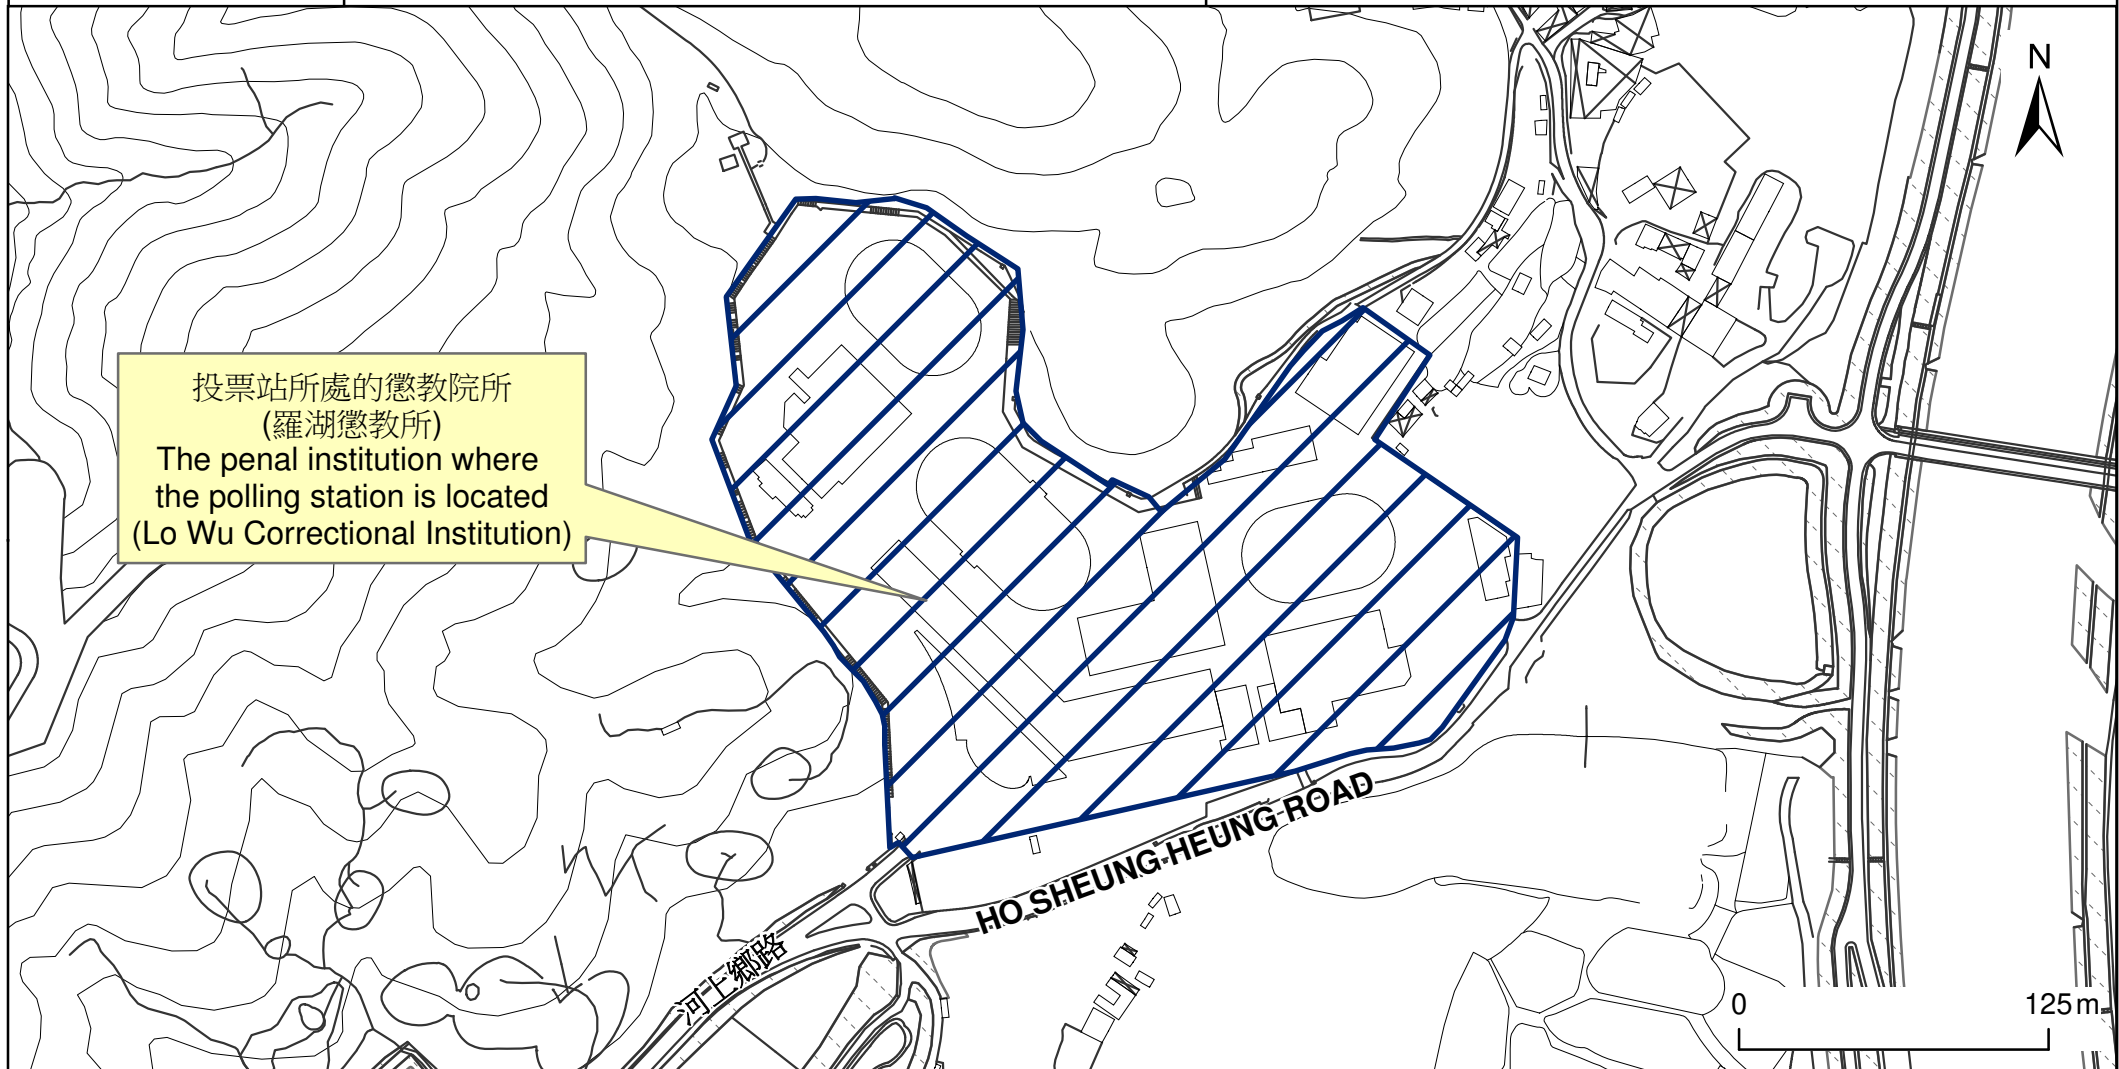 N
投票站所處的懲教院所
(羅湖懲教所)
The penal institution where
the polling station is located
(Lo Wu Correctional Institution)
HO SHEUNG HEUNG ROAD
河上鄉路
0 125 m